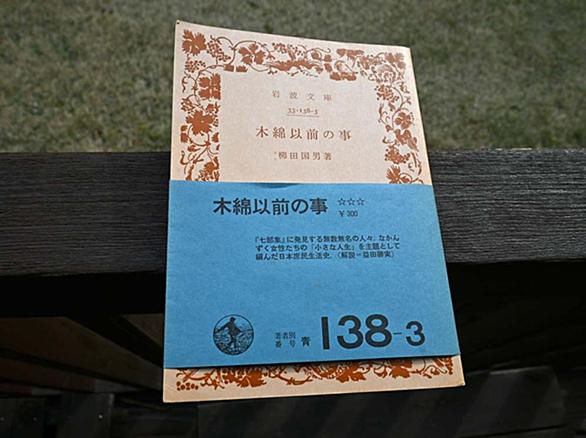 岩波文庫
33-138-3
木綿以前の事
柳田国男著
木綿以前の事 ☆☆☆
￥300
『七部集』に発見する無数無名の人々，なかん
ずく女性たちの「小さな人生」を主題として
編んだ日本庶民生活史．（解説＝益田勝実）
著者別
番号 青 138-3